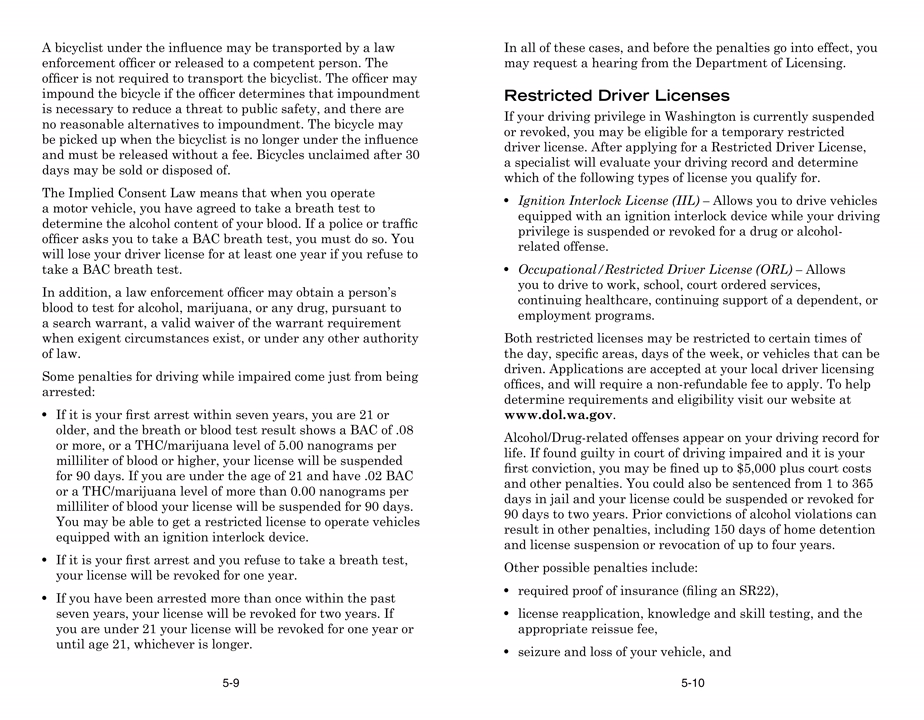 A bicyclist under the influence may be transported by a law
enforcement officer or released to a competent person. The
officer is not required to transport the bicyclist. The officer may
impound the bicycle if the officer determines that impoundment
is necessary to reduce a threat to public safety, and there are
no reasonable alternatives to impoundment. The bicycle may
be picked up when the bicyclist is no longer under the influence
and must be released without a fee. Bicycles unclaimed after 30
days may be sold or disposed of.
The Implied Consent Law means that when you operate
a motor vehicle, you have agreed to take a breath test to
determine the alcohol content of your blood. If a police or traffic
officer asks you to take a BAC breath test, you must do so. You
will lose your driver license for at least one year if you refuse to
take a BAC breath test.
In addition, a law enforcement officer may obtain a person's
blood to test for alcohol, marijuana, or any drug, pursuant to
a search warrant, a valid waiver of the warrant requirement
when exigent circumstances exist, or under any other authority
of law.
Some penalties for driving while impaired come just from being
arrested:
• If it is your first arrest within seven years, you are 21 or
older, and the breath or blood test result shows a BAC of .08
or more, or a THC/marijuana level of 5.00 nanograms per
milliliter of blood or higher, your license will be suspended
for 90 days. If you are under the age of 21 and have .02 BAC
or a THC/marijuana level of more than 0.00 nanograms per
milliliter of blood your license will be suspended for 90 days.
You may be able to get a restricted license to operate vehicles
equipped with an ignition interlock device.
• If it is your first arrest and you refuse to take a breath test,
your license will be revoked for one year.
• If you have been arrested more than once within the past
seven years, your license will be revoked for two years. If
you are under 21 your license will be revoked for one year or
until age 21, whichever is longer.
5-9
In all of these cases, and before the penalties go into effect, you
may request a hearing from the Department of Licensing.
Restricted Driver Licenses
If your driving privilege in Washington is currently suspended
or revoked, you may be eligible for a temporary restricted
driver license. After applying for a Restricted Driver License,
a specialist will evaluate your driving record and determine
which of the following types of license you qualify for.
• Ignition Interlock License (IIL) – Allows you to drive vehicles
equipped with an ignition interlock device while your driving
privilege is suspended or revoked for a drug or alcohol-
related offense.
• Occupational/Restricted Driver License (ORL) – Allows
you to drive to work, school, court ordered services,
continuing healthcare, continuing support of a dependent, or
employment programs.
Both restricted licenses may be restricted to certain times of
the day, specific areas, days of the week, or vehicles that can be
driven. Applications are accepted at your local driver licensing
offices, and will require a non-refundable fee to apply. To help
determine requirements and eligibility visit our website at
www.dol.wa.gov.
Alcohol/Drug-related offenses appear on your driving record for
life. If found guilty in court of driving impaired and it is your
first conviction, you may be fined up to $5,000 plus court costs
and other penalties. You could also be sentenced from 1 to 365
days in jail and your license could be suspended or revoked for
90 days to two years. Prior convictions of alcohol violations can
result in other penalties, including 150 days of home detention
and license suspension or revocation of up to four years.
Other possible penalties include:
• required proof of insurance (filing an SR22),
• license reapplication, knowledge and skill testing, and the
appropriate reissue fee,
• seizure and loss of your vehicle, and
5-10